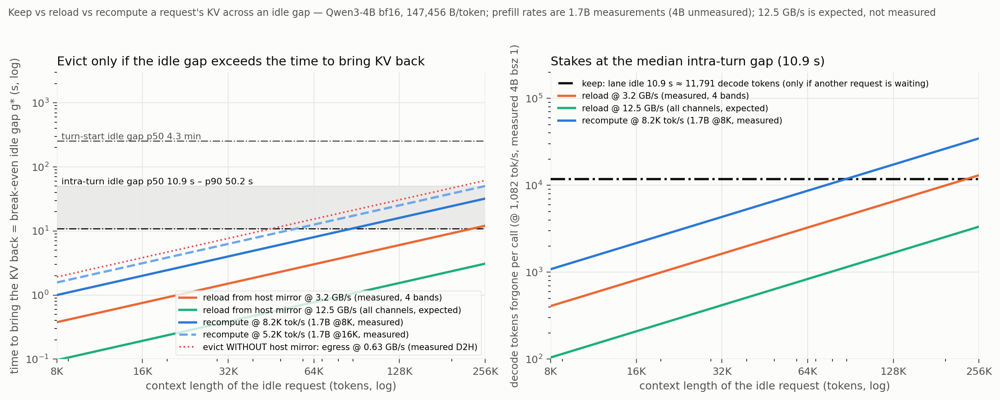 Keep vs reload vs recompute a request's KV across an idle gap — Qwen3-4B bf16, 147,456 B/token; prefill rates are 1.7B measurements (4B unmeasured); 12.5 GB/s is expected, not measured
Evict only if the idle gap exceeds the time to bring KV back
time to bring the KV back = break-even idle gap g* (s, log)
10³
10²
10¹
10⁰
10⁻¹
turn-start idle gap p50 4.3 min
intra-turn idle gap p50 10.9 s – p90 50.2 s
reload from host mirror @ 3.2 GB/s (measured, 4 bands)
reload from host mirror @ 12.5 GB/s (all channels, expected)
recompute @ 8.2K tok/s (1.7B @8K, measured)
recompute @ 5.2K tok/s (1.7B @16K, measured)
evict WITHOUT host mirror: egress @ 0.63 GB/s (measured D2H)
8K 16K 32K 64K 128K 256K
context length of the idle request (tokens, log)
Stakes at the median intra-turn gap (10.9 s)
decode tokens forgone per call (@ 1,082 tok/s, measured 4B bsz 1)
10⁵
10⁴
10³
10²
keep: lane idle 10.9 s ≈ 11,791 decode tokens (only if another request is waiting)
reload @ 3.2 GB/s (measured, 4 bands)
reload @ 12.5 GB/s (all channels, expected)
recompute @ 8.2K tok/s (1.7B @8K, measured)
8K 16K 32K 64K 128K 256K
context length of the idle request (tokens, log)